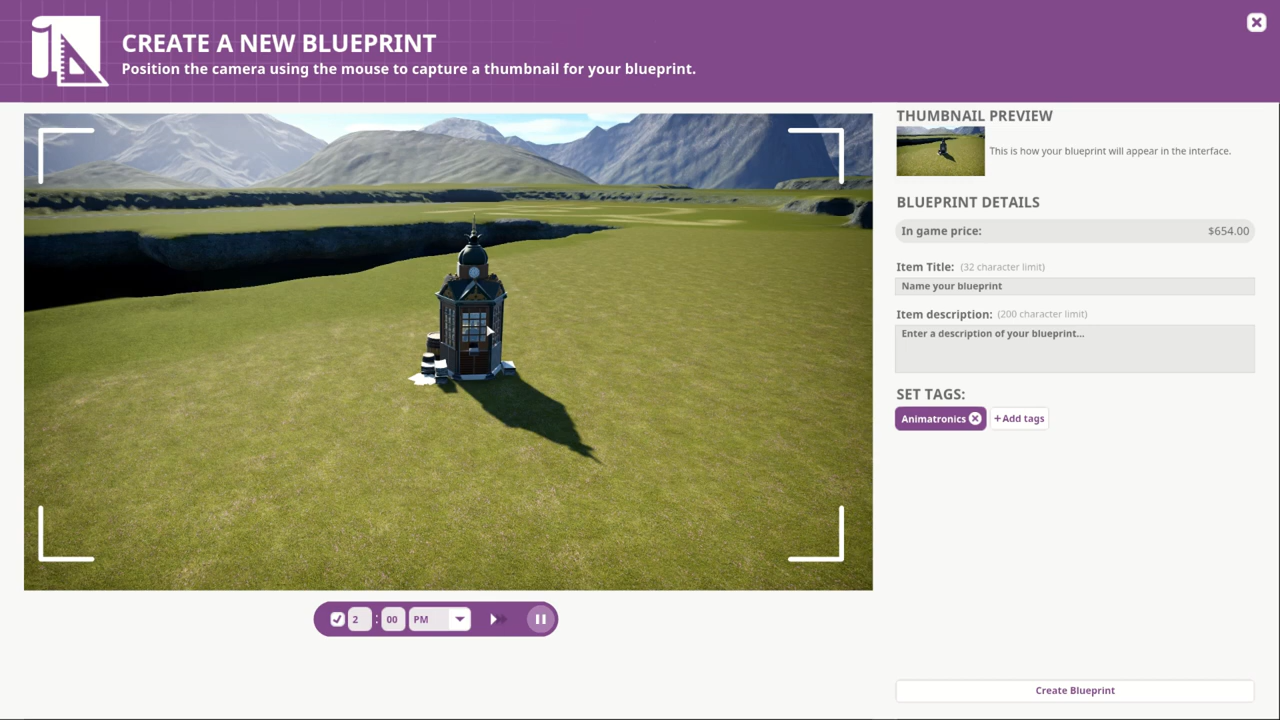 CREATE A NEW BLUEPRINT
Position the camera using the mouse to capture a thumbnail for your blueprint.
THUMBNAIL PREVIEW
This is how your blueprint will appear in the interface.
BLUEPRINT DETAILS
In game price: $654.00
Item Title: (32 character limit)
Name your blueprint
Item description: (200 character limit)
Enter a description of your blueprint...
SET TAGS:
Animatronics +Add tags
2 : 00 PM
Create Blueprint